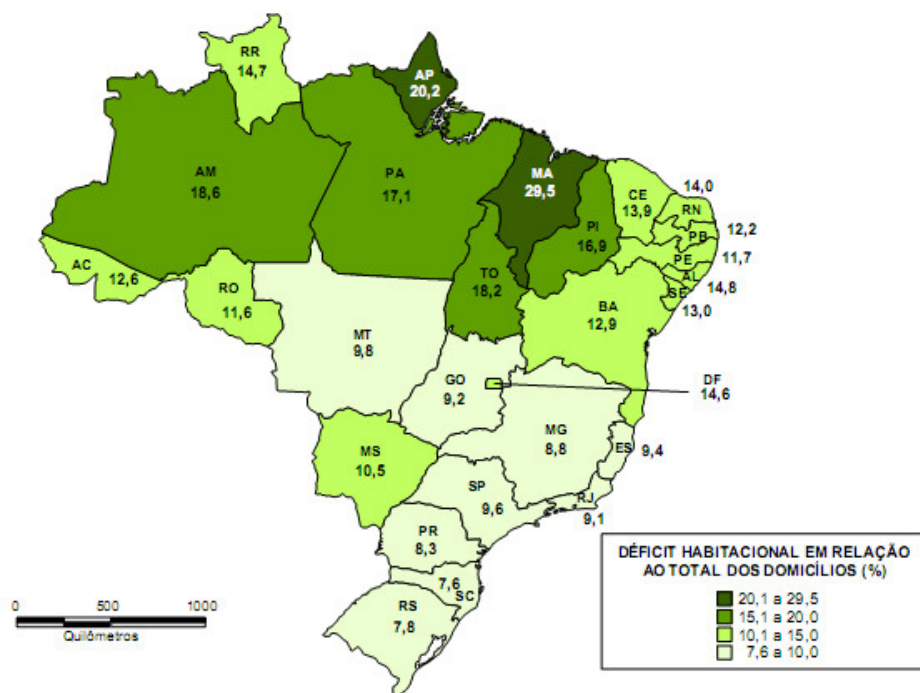 RR
14,7
AP
20,2
AM
18,6
PA
17,1
MA
29,5
CE
13,9
14,0
RN
12,2
PB
PI
16,9
PE
11,7
AL
14,8
SE
13,0
AC
12,6
RO
11,6
TO
18,2
BA
12,9
MT
9,8
GO
9,2
DF
14,6
MG
8,8
ES
9,4
MS
10,5
SP
9,6
RJ
9,1
PR
8,3
7,6
SC
RS
7,8
0 500 1000
Quilômetros
DÉFICIT HABITACIONAL EM RELAÇÃO
AO TOTAL DOS DOMICÍLIOS (%)
20,1 a 29,5
15,1 a 20,0
10,1 a 15,0
7,6 a 10,0